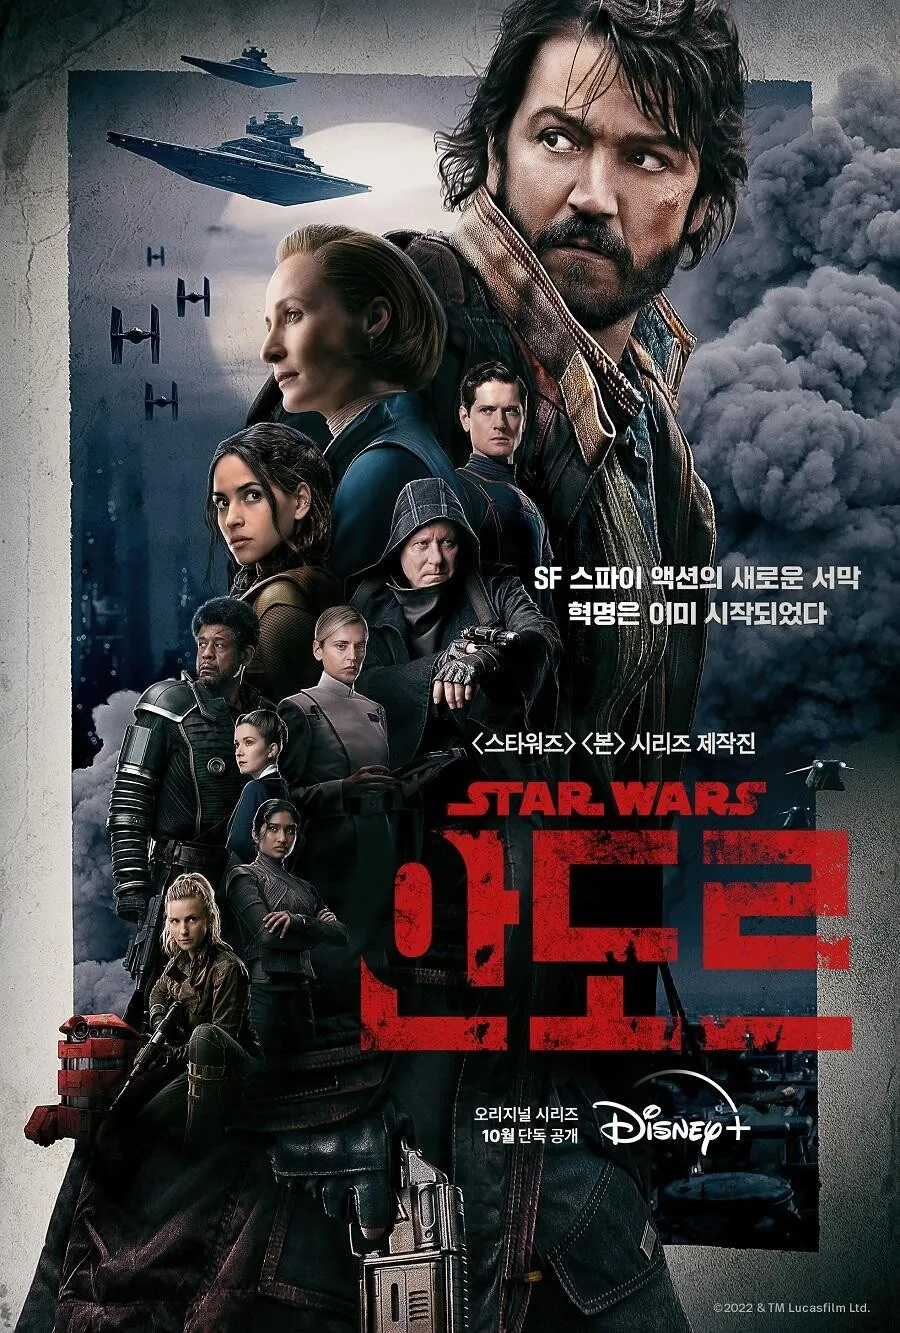 SF 스파이 액션의 새로운 서막
혁명은 이미 시작되었다
〈스타워즈〉 〈본〉 시리즈 제작진
STAR WARS
안도르
오리지널 시리즈
10월 단독 공개
Disney+
©2022 & TM Lucasfilm Ltd.